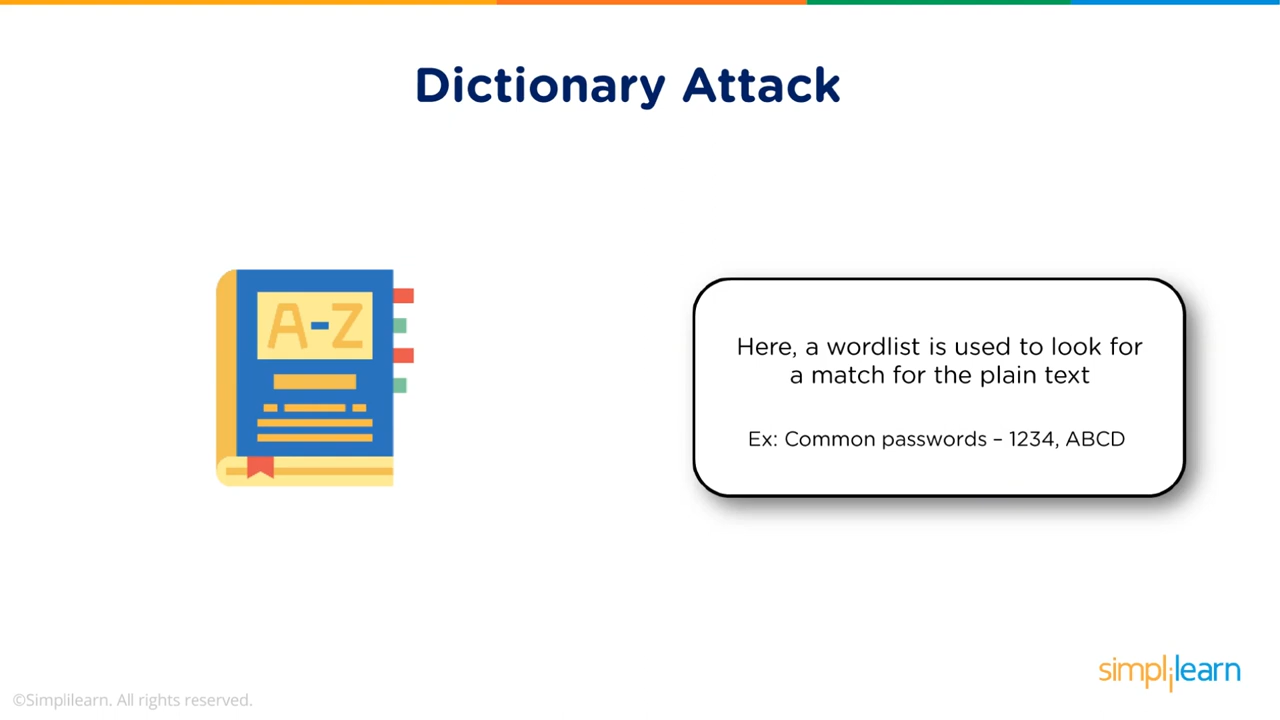 Dictionary Attack
A-Z
Here, a wordlist is used to look for
a match for the plain text
Ex: Common passwords – 1234, ABCD
simplilearn
©Simplilearn. All rights reserved.